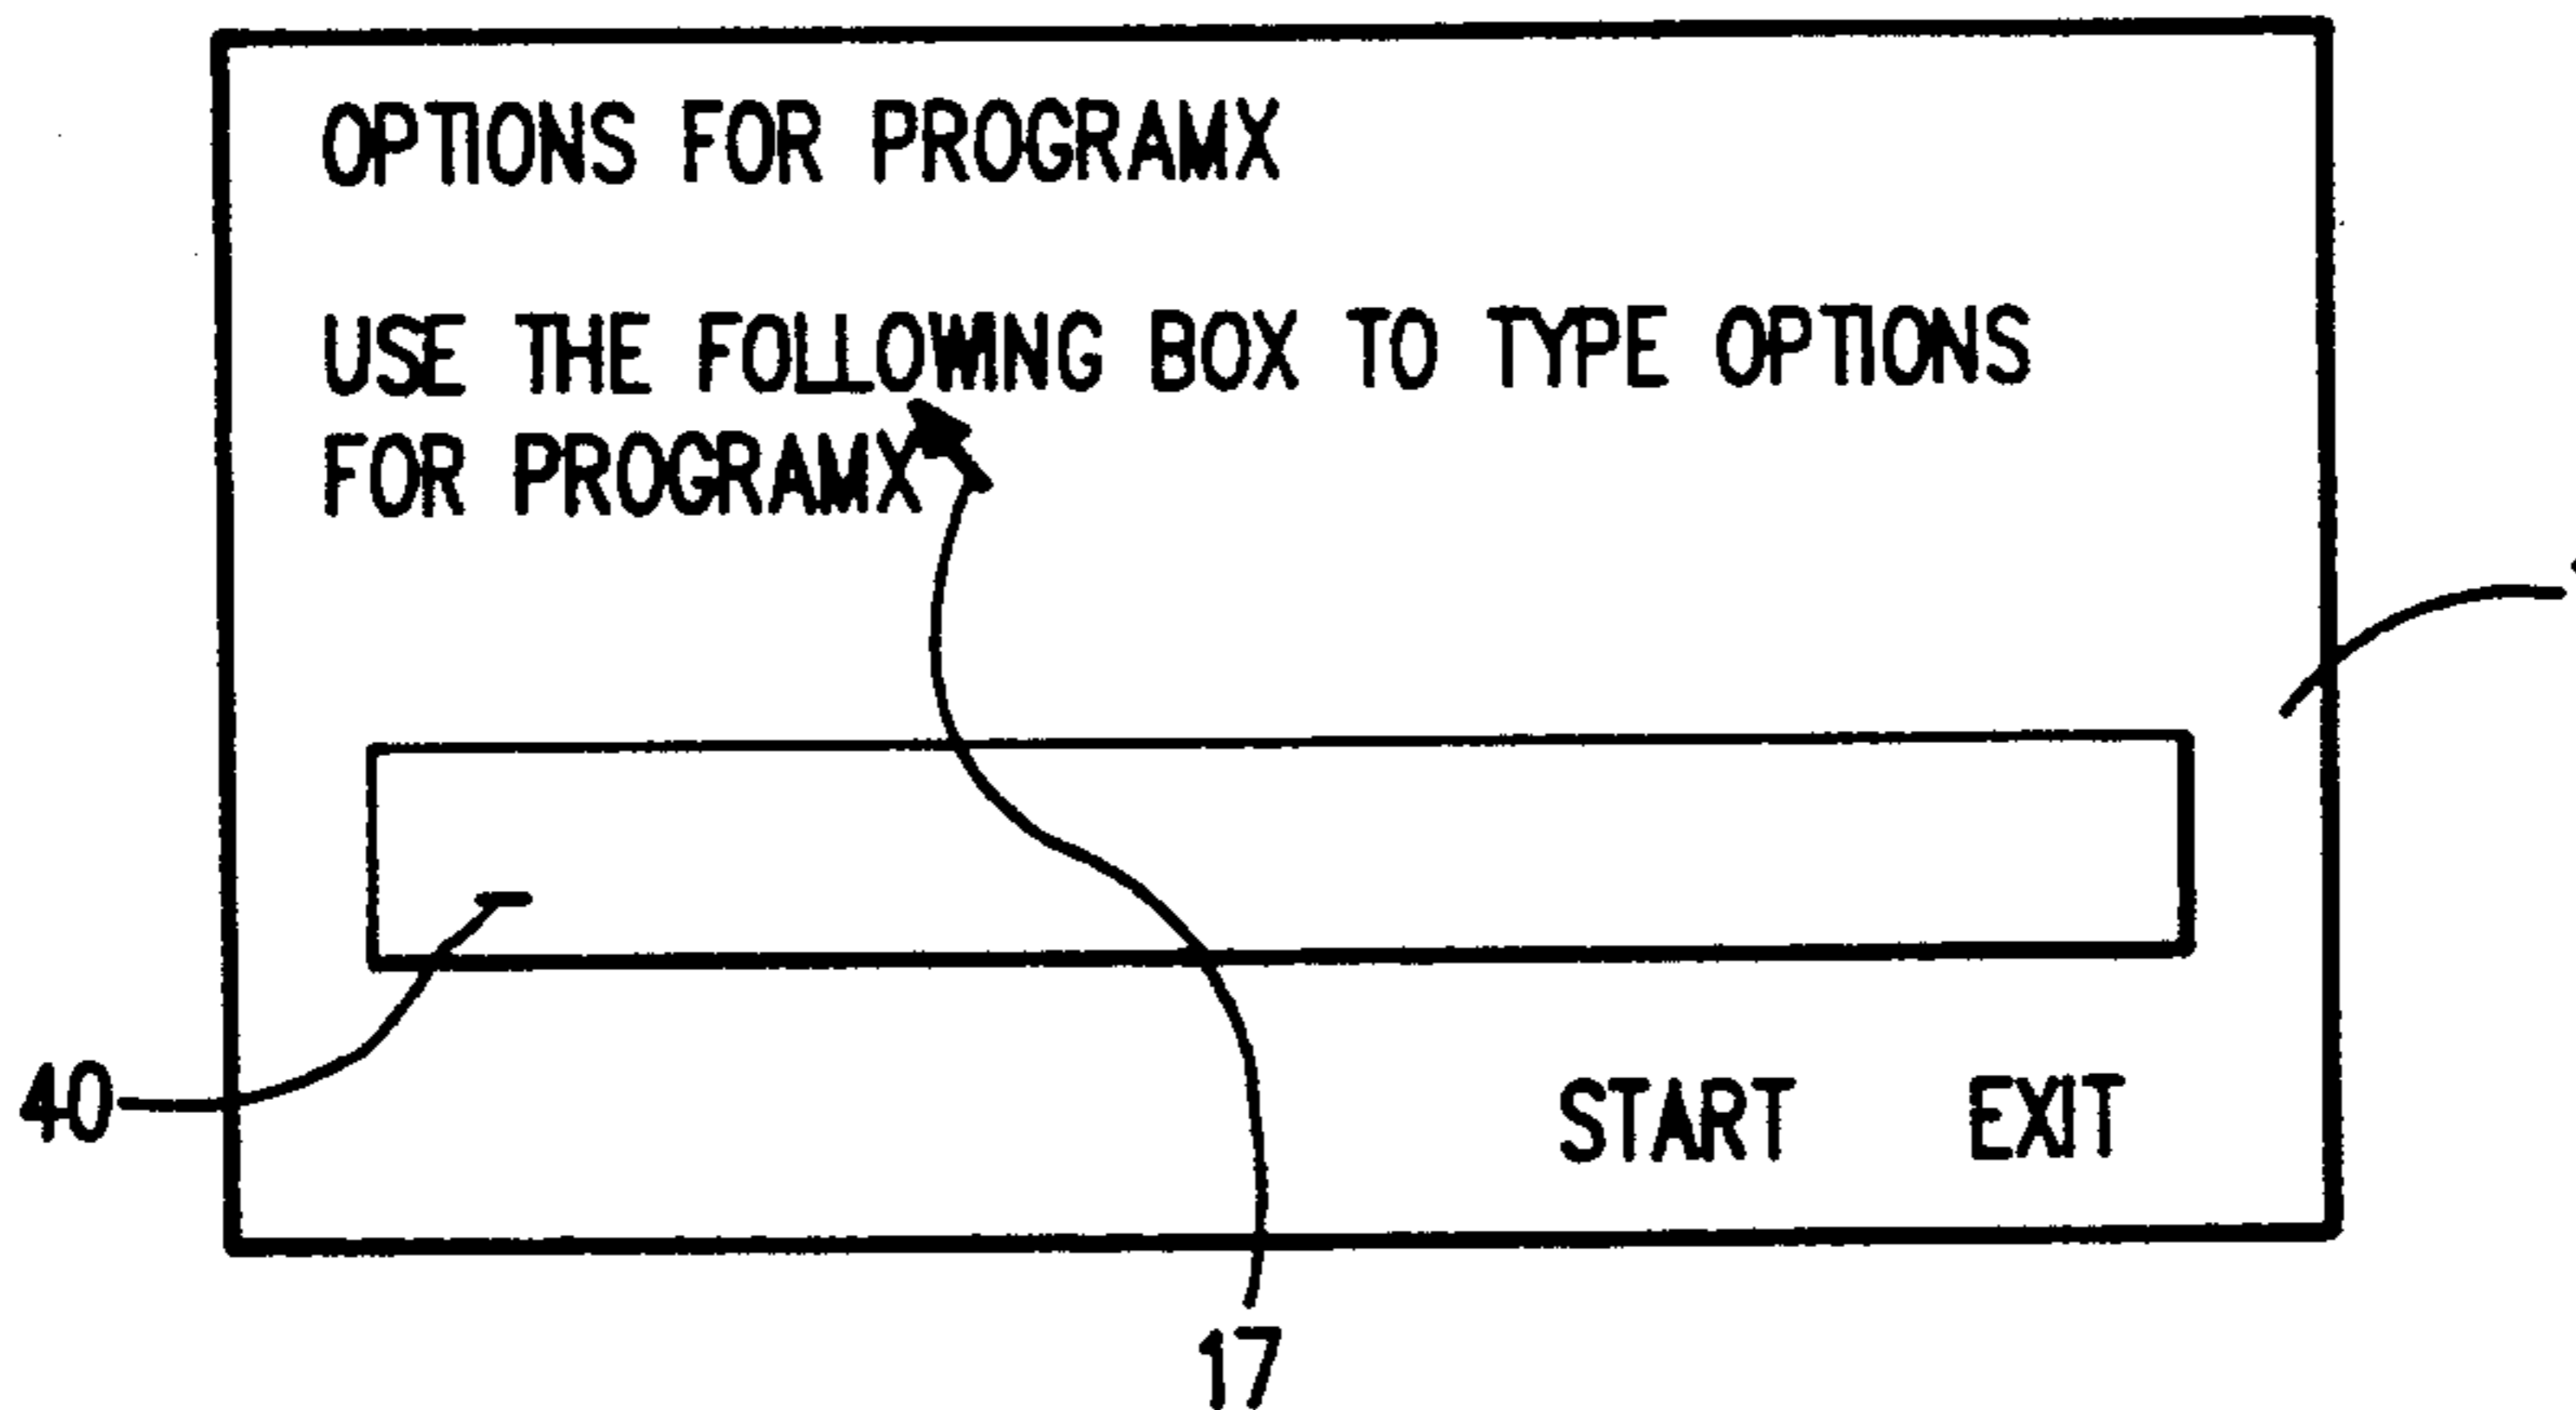 OPTIONS FOR PROGRAMX
USE THE FOLLOWING BOX TO TYPE OPTIONS
FOR PROGRAMX
40
START EXIT
17